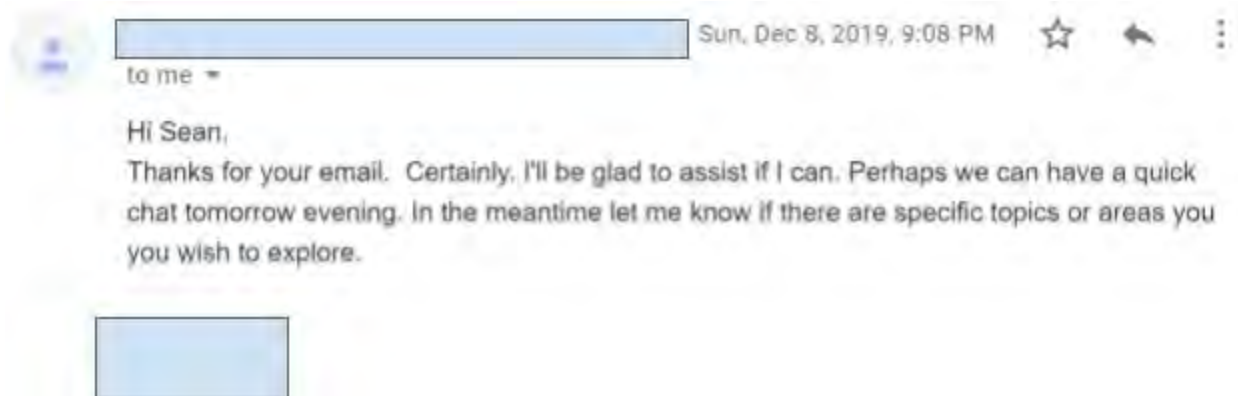 Sun, Dec 8, 2019, 9:08 PM
to me
Hi Sean,
Thanks for your email. Certainly. I'll be glad to assist if I can. Perhaps we can have a quick
chat tomorrow evening. In the meantime let me know if there are specific topics or areas you
you wish to explore.